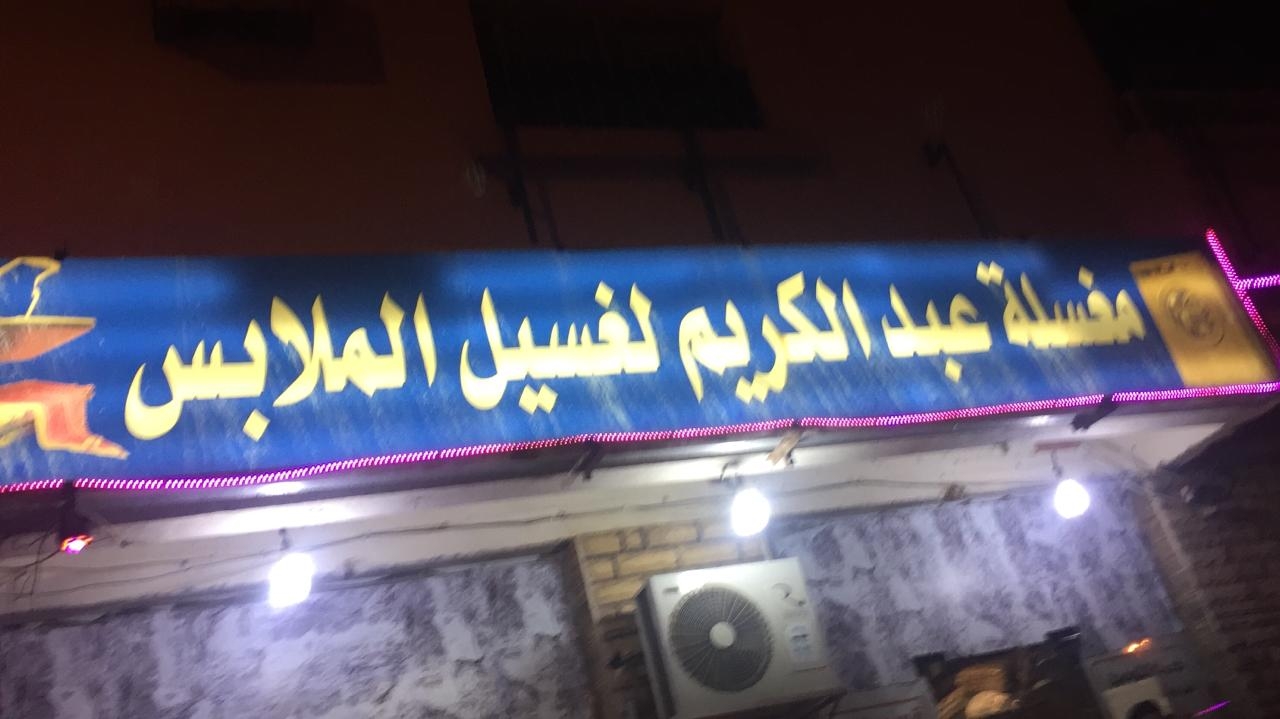 مغسلة عبد الكريم لغسيل الملابس